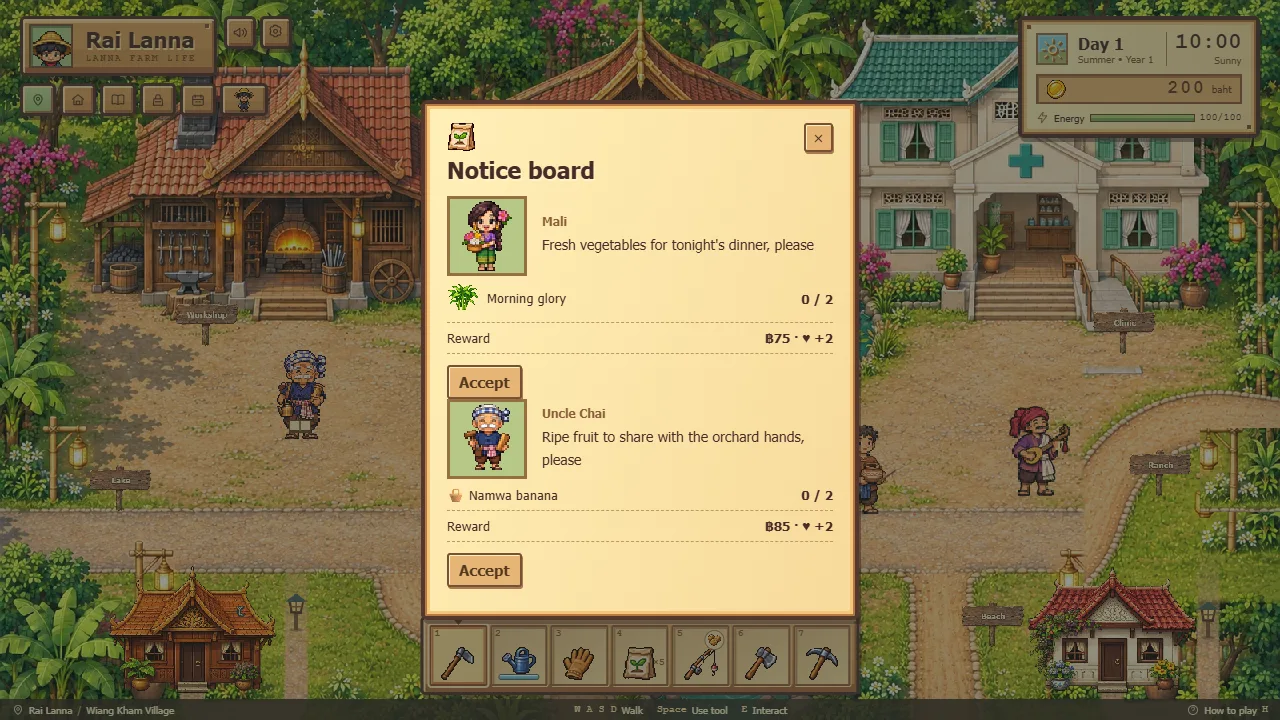 Rai Lanna
LANNA FARM LIFE
Day 1
Summer • Year 1
10:00
Sunny
200 baht
Energy
100/100
Workshop
Clinic
Lake
Ranch
Beach
Notice board
×
Mali
Fresh vegetables for tonight's dinner, please
Morning glory
0 / 2
Reward
฿75 · ♥ +2
Accept
Uncle Chai
Ripe fruit to share with the orchard hands,
please
Namwa banana
0 / 2
Reward
฿85 · ♥ +2
Accept
1
2
3
4
×5
5
6
7
Rai Lanna / Wiang Kham Village
W A S D Walk
Space Use tool
E Interact
How to play H